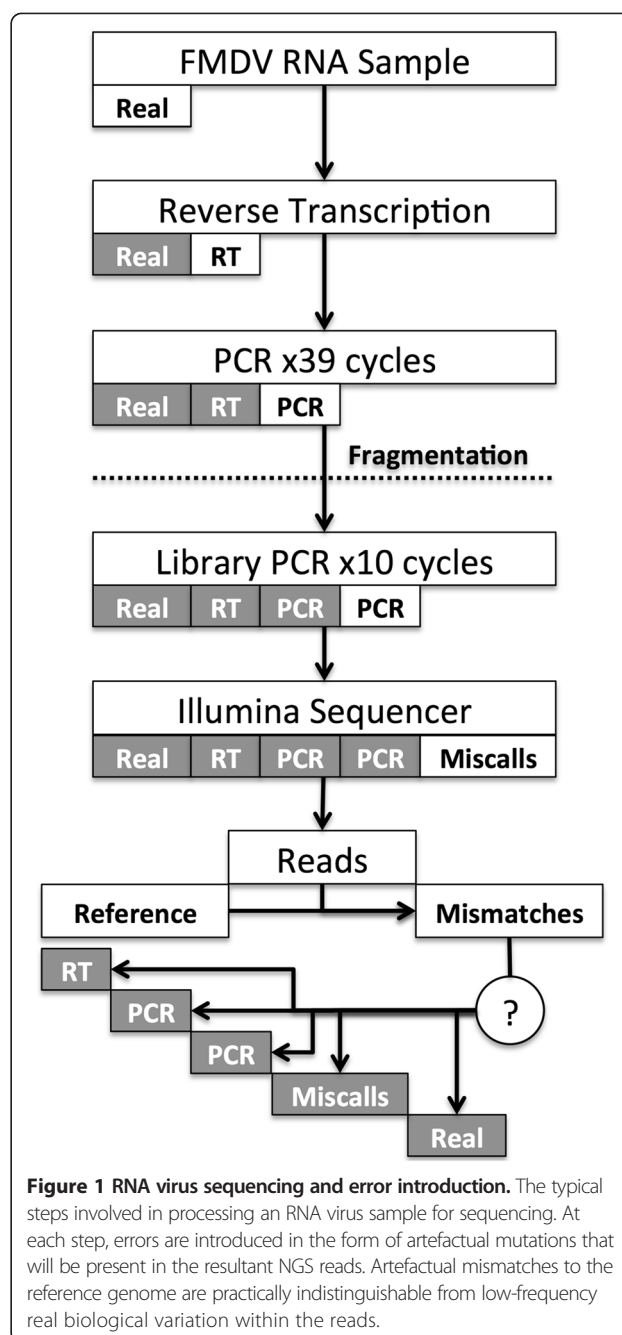 FMDV RNA Sample
Real
Reverse Transcription
Real RT
PCR x39 cycles
Real RT PCR
Fragmentation
Library PCR x10 cycles
Real RT PCR PCR
Illumina Sequencer
Real RT PCR PCR Miscalls
Reads
Reference Mismatches
RT
?
PCR
PCR
Miscalls
Real
Figure 1 RNA virus sequencing and error introduction. The typical
steps involved in processing an RNA virus sample for sequencing. At
each step, errors are introduced in the form of artefactual mutations that
will be present in the resultant NGS reads. Artefactual mismatches to the
reference genome are practically indistinguishable from low-frequency
real biological variation within the reads.